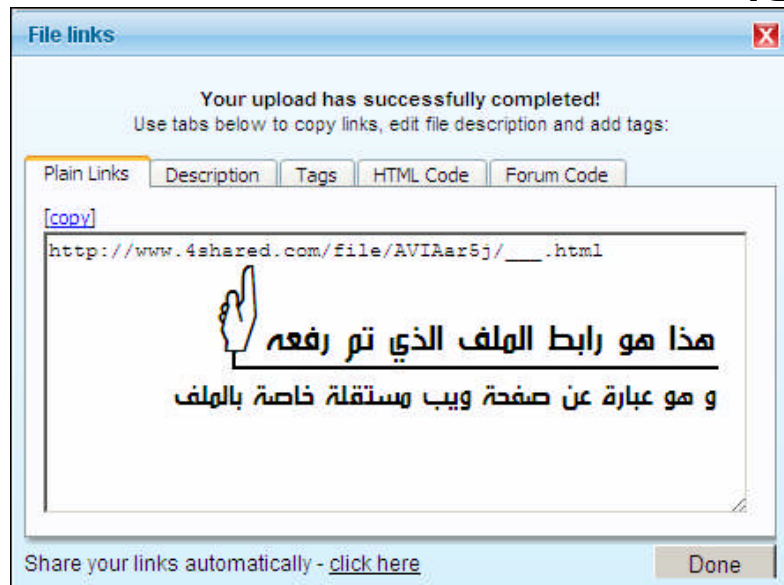 File links
Your upload has successfully completed!
Use tabs below to copy links, edit file description and add tags:
Plain Links Description Tags HTML Code Forum Code
[copy]
http://www.4shared.com/file/AVIAar5j/___.html
هذا هو رابط الملف الذي تم رفعه
و هو عبارة عن صفحة ويب مستقلة خاصة بالملف
Share your links automatically - click here
Done